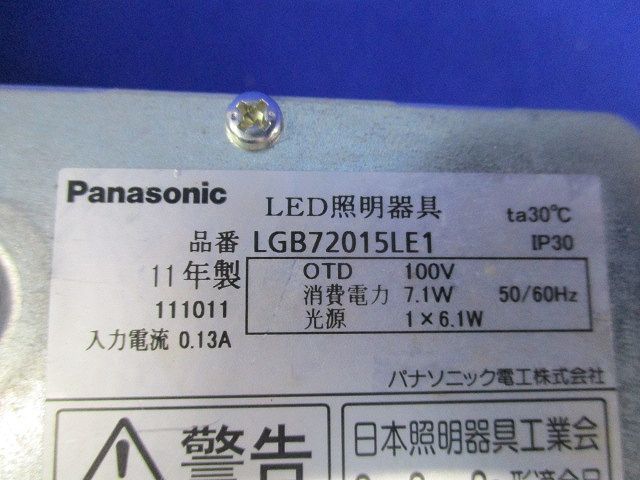 Panasonic LED照明器具 ta30℃
品番 LGB72015LE1 IP30
11年製 OTD 100V
111011 消費電力 7.1W 50/60Hz
光源 1×6.1W
入力電流 0.13A
パナソニック電工株式会社
警告 日本照明器具工業会